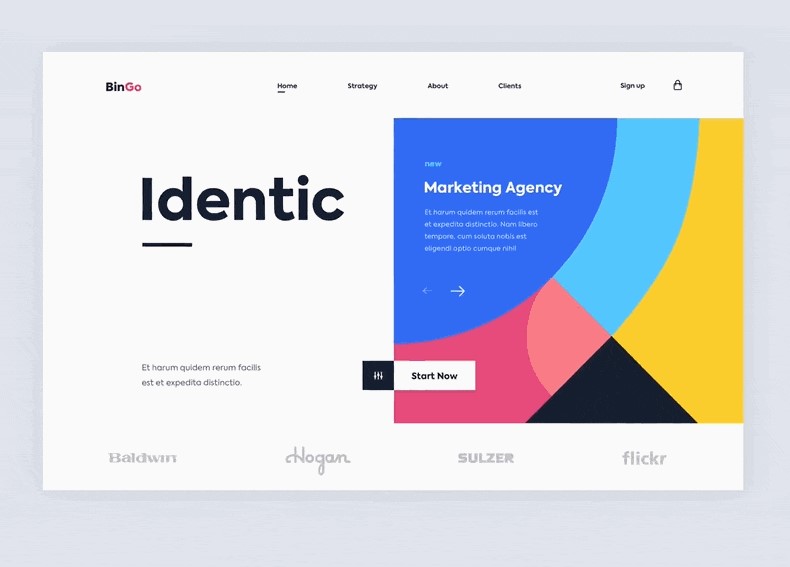 BinGo
Home
Strategy
About
Clients
Sign up
Identic
new
Marketing Agency
Et harum quidem rerum facilis est
et expedita distinctio. Nam libero
tempore, cum soluta nobis est
eligendi optio cumque nihil
Et harum quidem rerum facilis
est et expedita distinctio.
Start Now
Baldwin
Hogan
SULZER
flickr